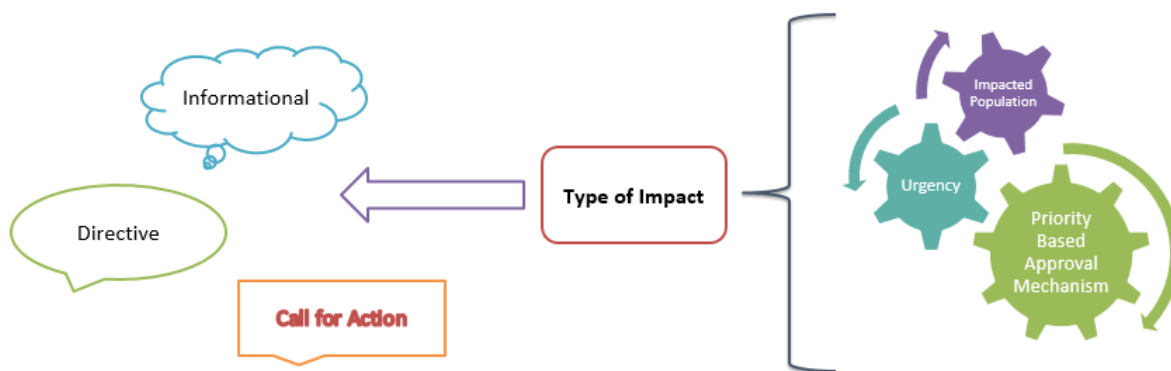 Informational
Directive
Call for Action
Type of Impact
Impacted
Population
Urgency
Priority
Based
Approval
Mechanism